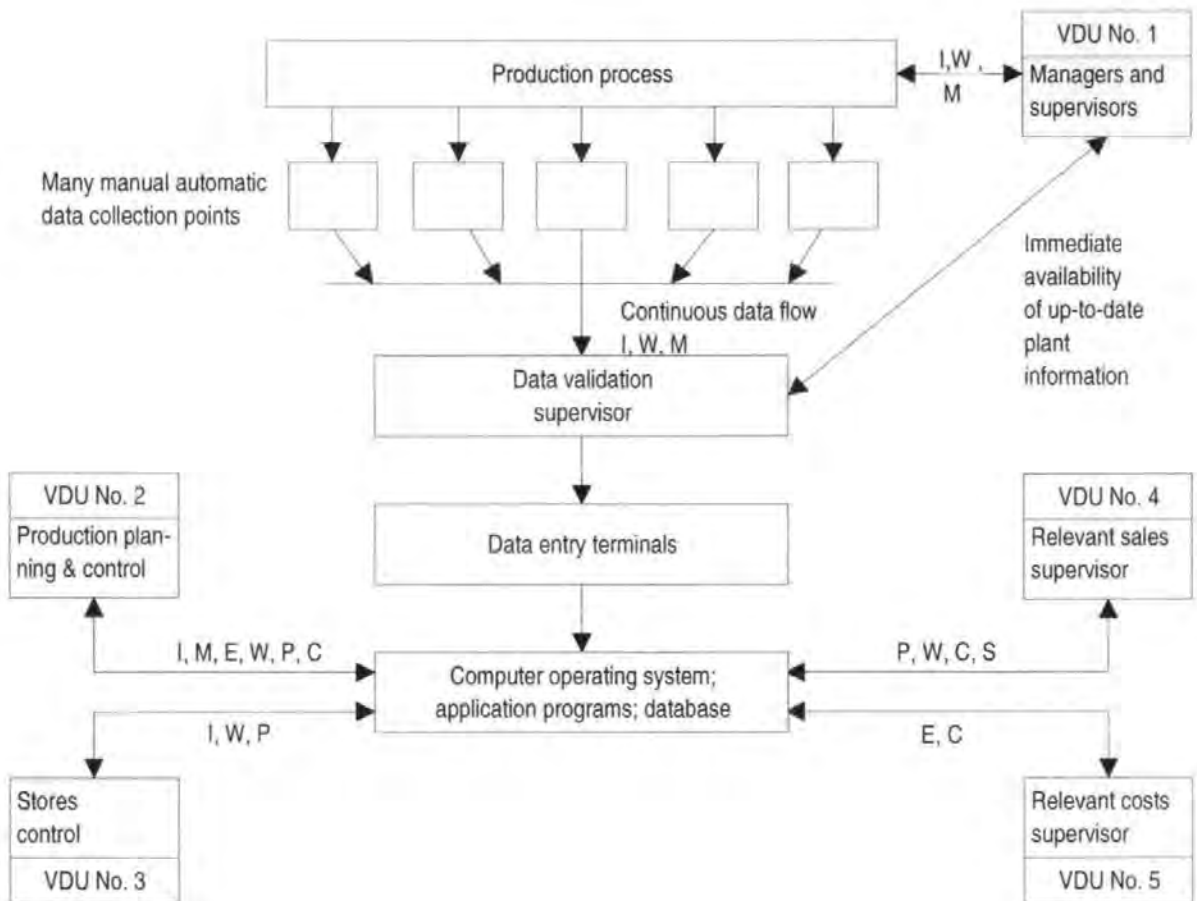 VDU No. 1
Production process
I,W ,
M
Managers and
supervisors
Many manual automatic
data collection points
Immediate
availability
of up-to-date
plant
information
Continuous data flow
I, W, M
Data validation
supervisor
VDU No. 2
Production plan-
ning & control
Data entry terminals
VDU No. 4
Relevant sales
supervisor
I, M, E, W, P, C
P, W, C, S
Computer operating system;
application programs; database
I, W, P
E, C
Stores
control
VDU No. 3
Relevant costs
supervisor
VDU No. 5